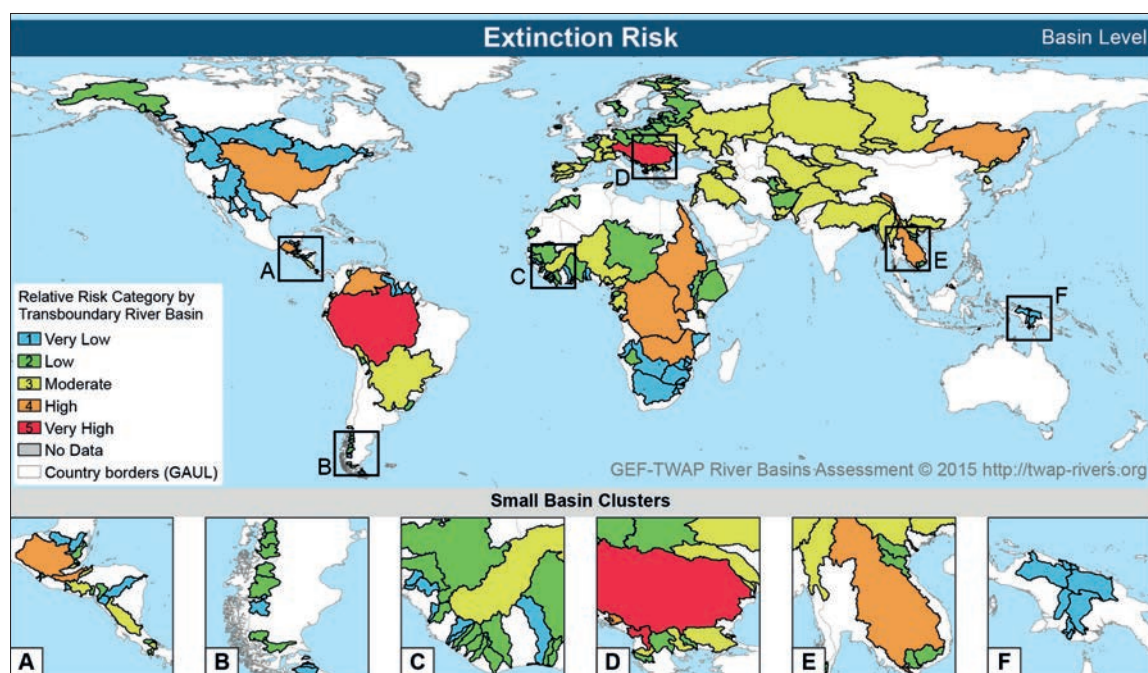 Extinction Risk
Basin Level
A
B
C
D
E
F
Relative Risk Category by
Transboundary River Basin
1 Very Low
2 Low
3 Moderate
4 High
5 Very High
No Data
Country borders (GAUL)
GEF-TWAP River Basins Assessment © 2015 http://twap-rivers.org
Small Basin Clusters
A
B
C
D
E
F